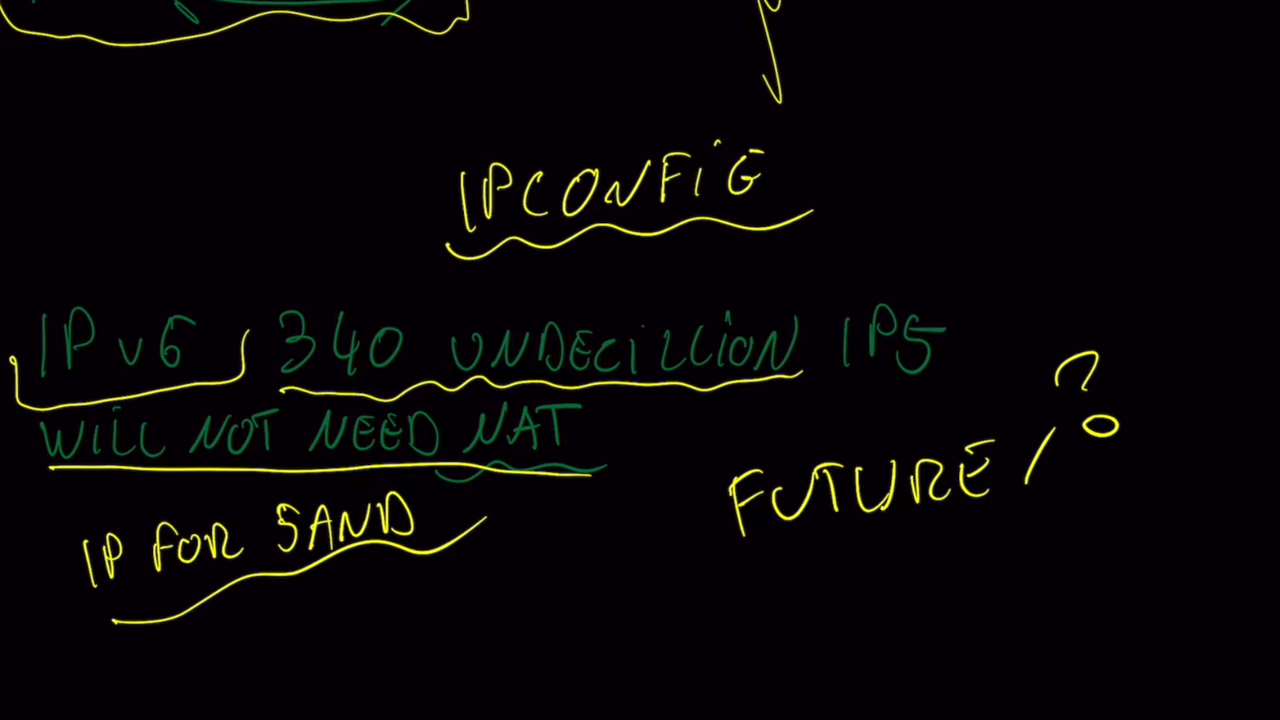 IPCONFiG
IPv6 340 UNDECiLLiON IPS
WiLL NOT NEED NAT
FUTURE ?
IP FOR SAND